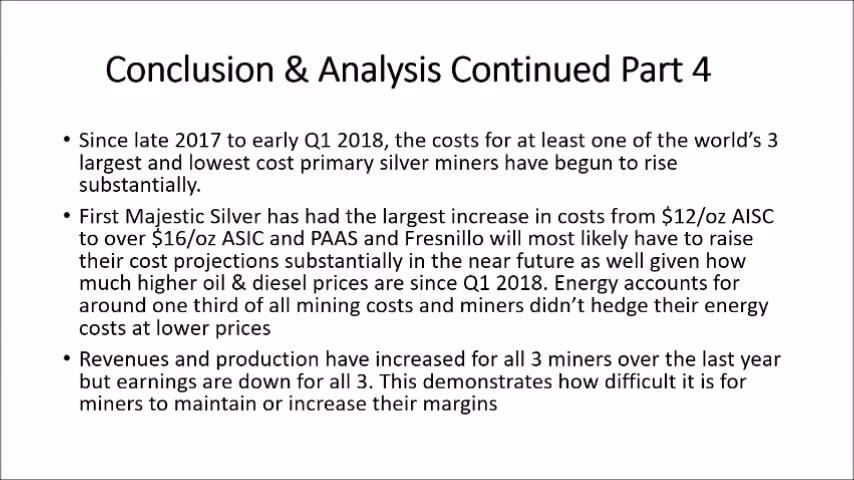 Conclusion & Analysis Continued Part 4
• Since late 2017 to early Q1 2018, the costs for at least one of the world's 3
largest and lowest cost primary silver miners have begun to rise
substantially.
• First Majestic Silver has had the largest increase in costs from $12/oz AISC
to over $16/oz ASIC and PAAS and Fresnillo will most likely have to raise
their cost projections substantially in the near future as well given how
much higher oil & diesel prices are since Q1 2018. Energy accounts for
around one third of all mining costs and miners didn't hedge their energy
costs at lower prices
• Revenues and production have increased for all 3 miners over the last year
but earnings are down for all 3. This demonstrates how difficult it is for
miners to maintain or increase their margins